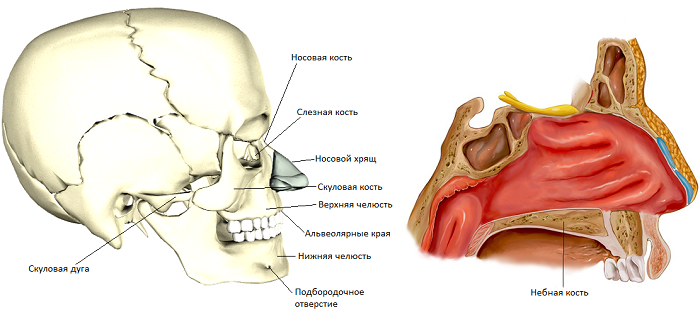 Носовая кость
Слезная кость
Носовой хрящ
Скуловая кость
Верхняя челюсть
Альвеолярные края
Нижняя челюсть
Скуловая дуга
Подбородочное
отверстие
Небная кость